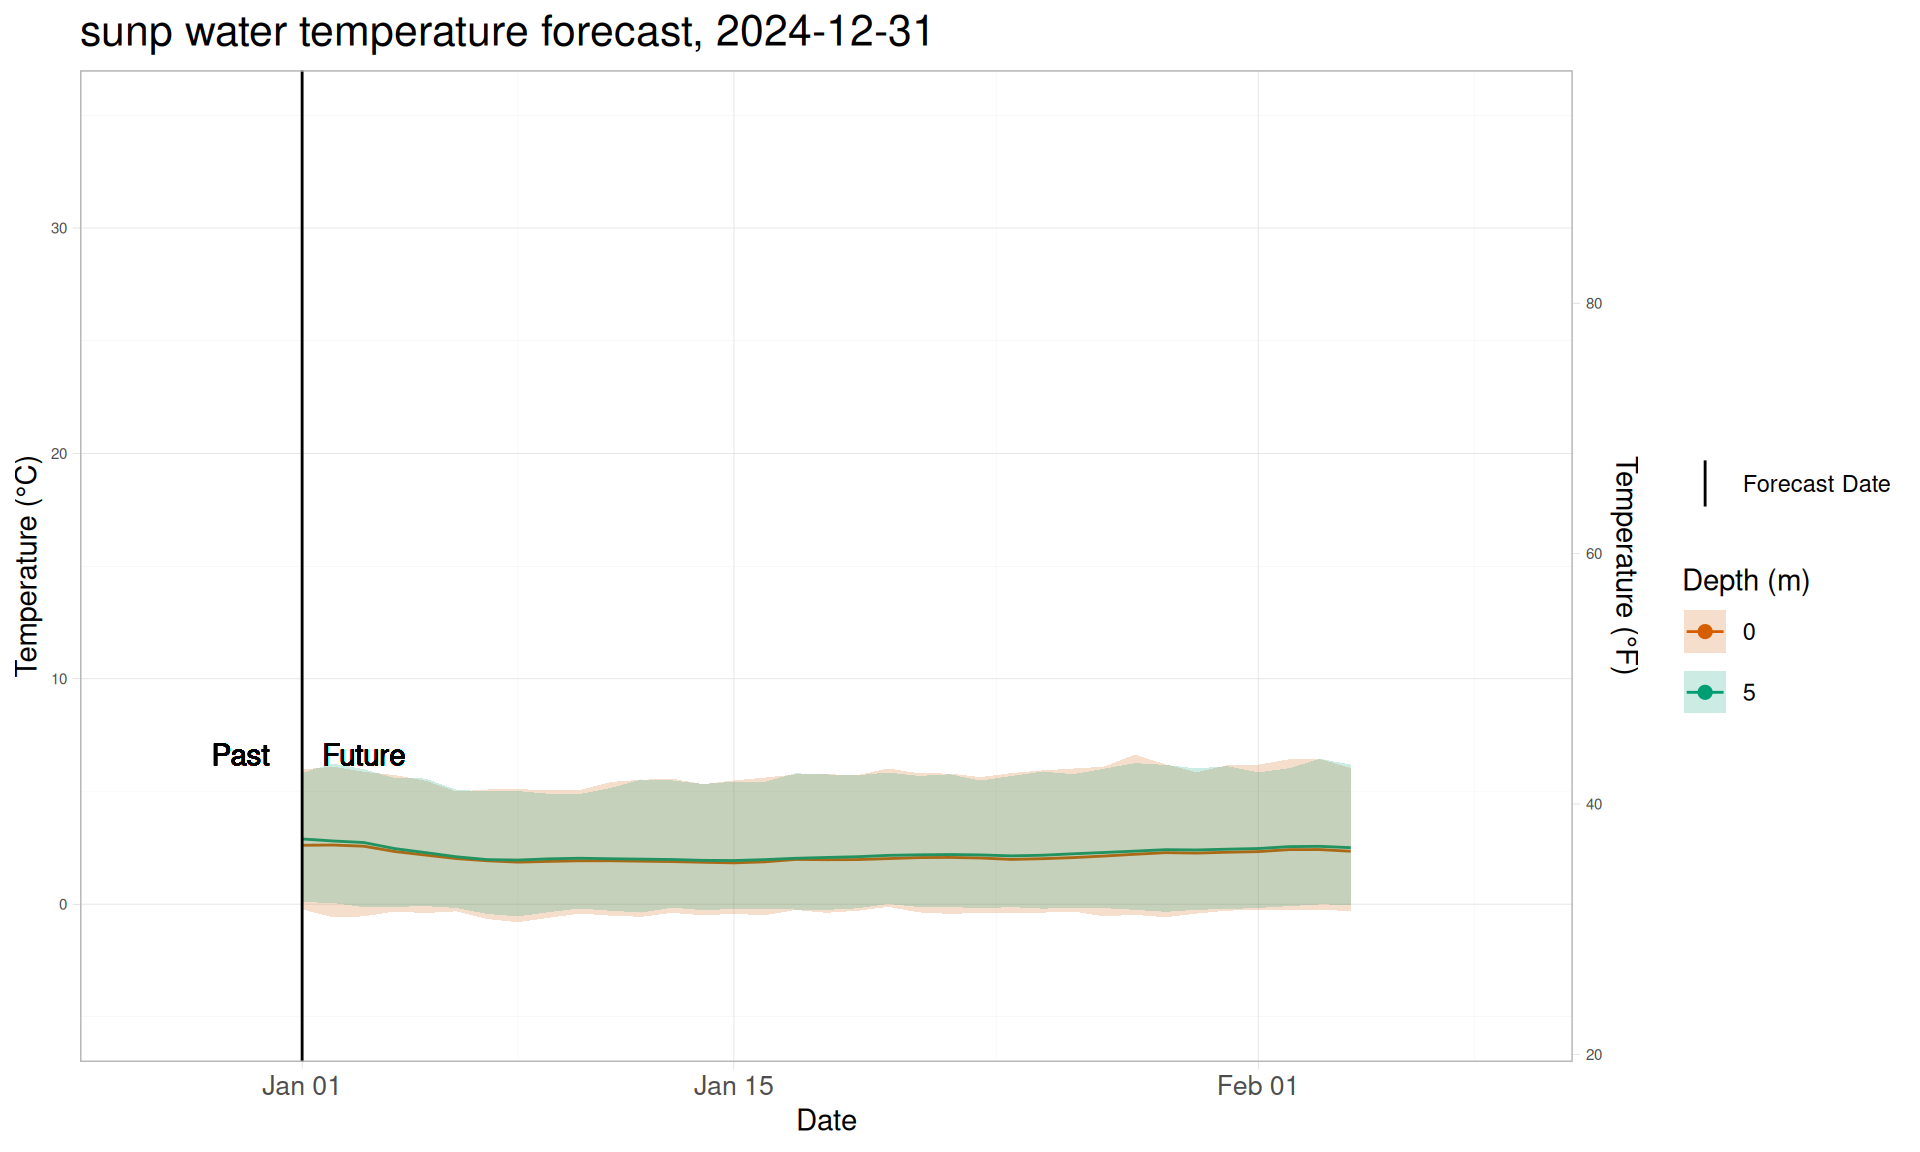 sunp water temperature forecast, 2024-12-31
Temperature (°C)
30
20
10
0
Past
Future
80
60
40
20
Temperature (°F)
Jan 01
Jan 15
Feb 01
Date
Forecast Date
Depth (m)
0
5